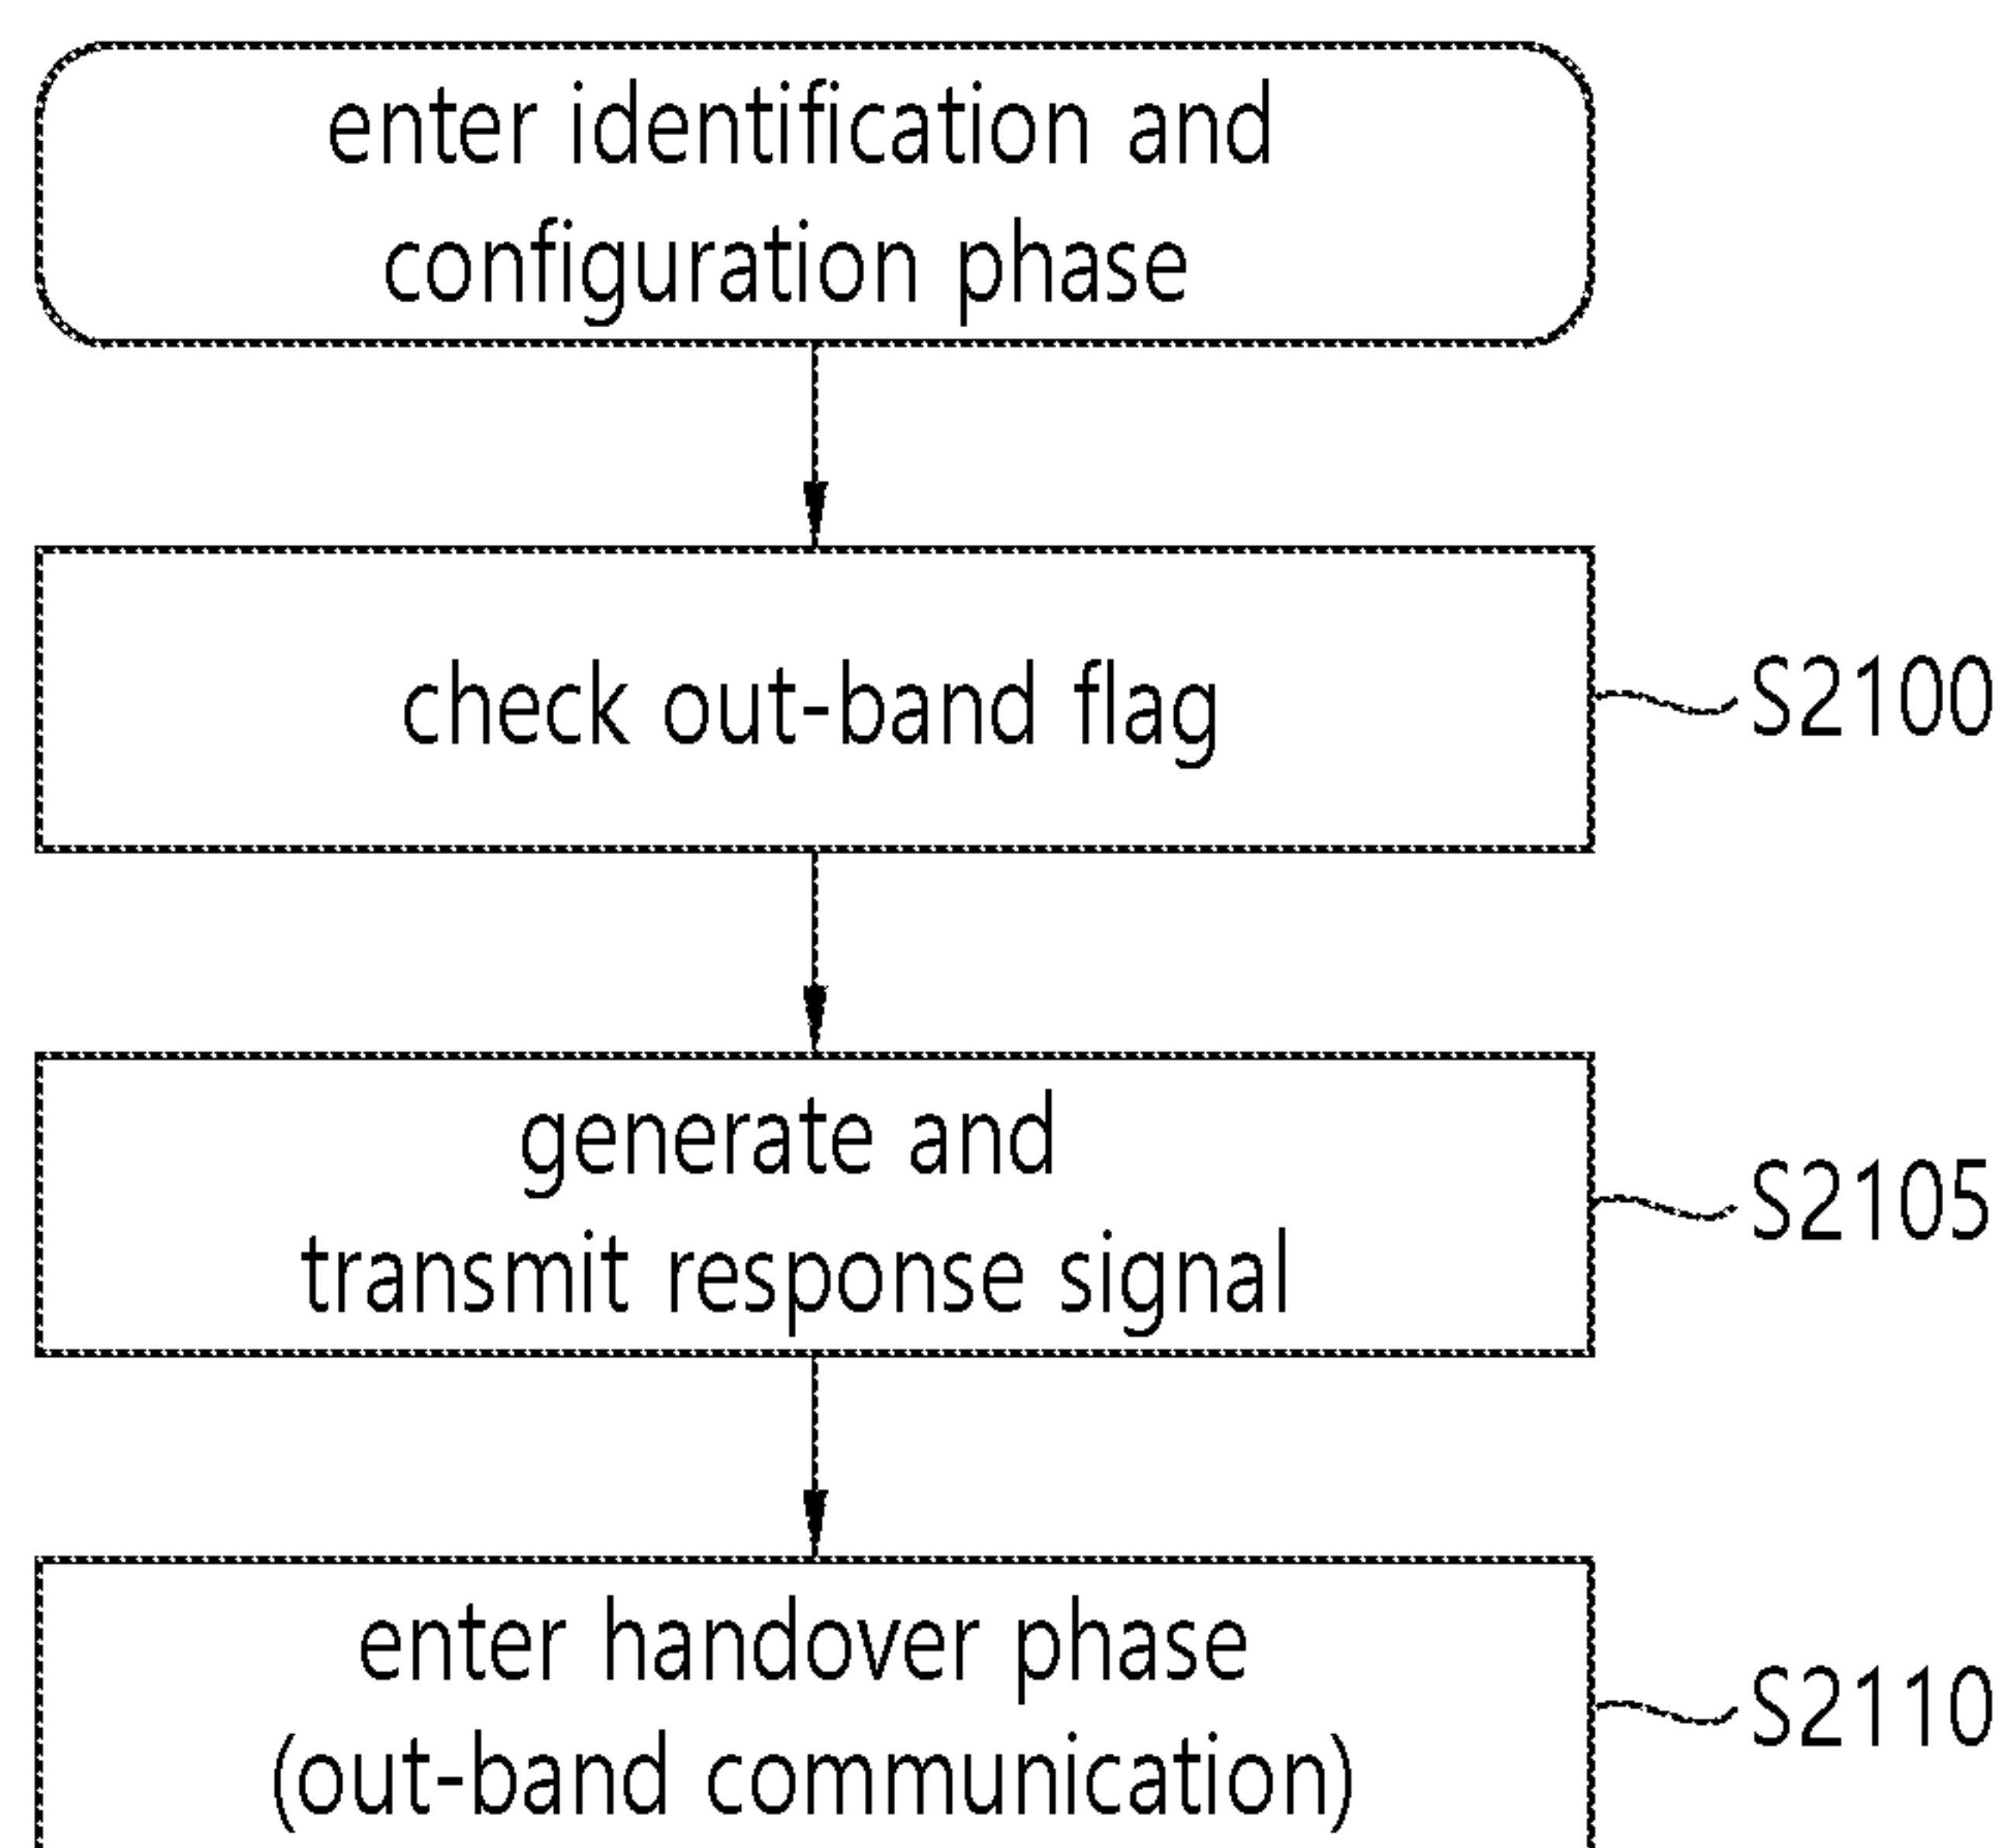 enter identification and
configuration phase
check out-band flag
S2100
generate and
transmit response signal
S2105
enter handover phase
(out-band communication)
S2110